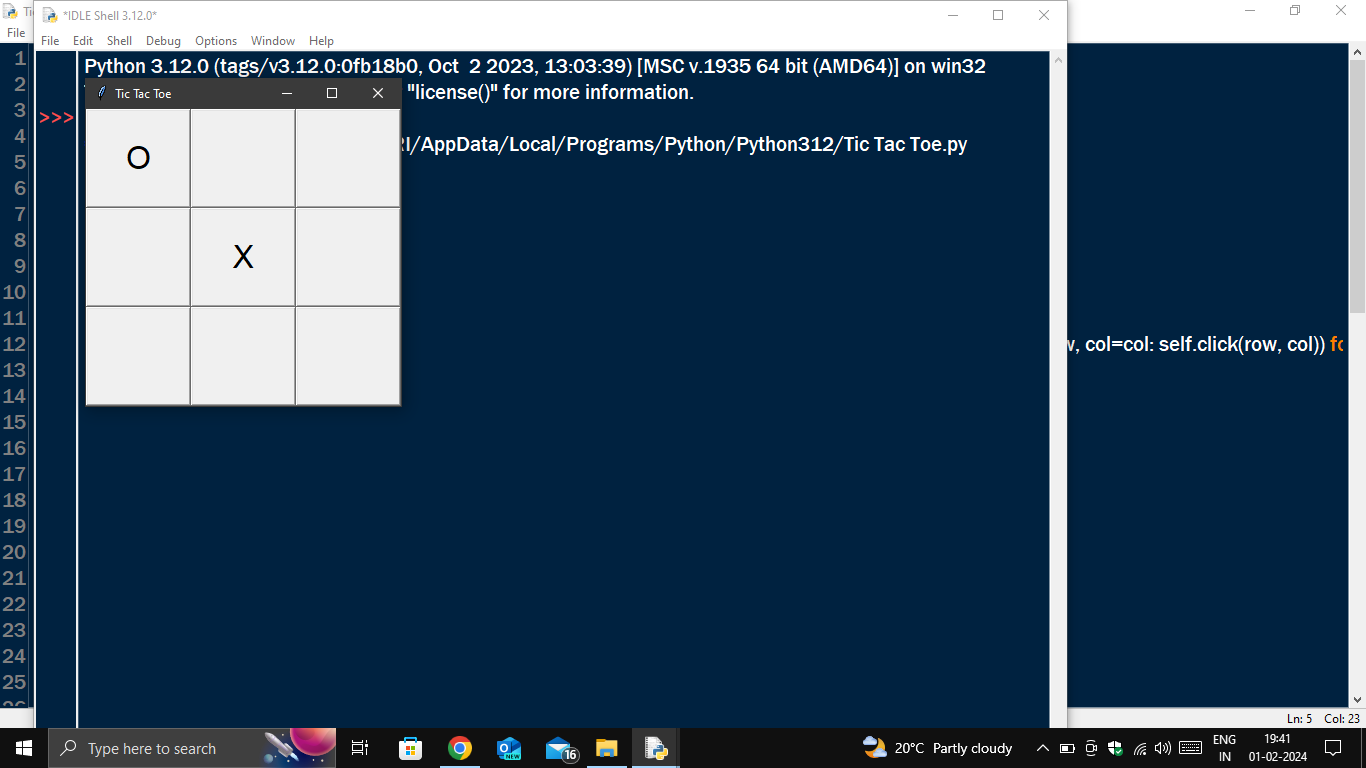 Ti
*IDLE Shell 3.12.0*
File
File Edit Shell Debug Options Window Help
Python 3.12.0 (tags/v3.12.0:0fb18b0, Oct 2 2023, 13:03:39) [MSC v.1935 64 bit (AMD64)] on win32
Tic Tac Toe
"license()" for more information.
>>>
/AppData/Local/Programs/Python/Python312/Tic Tac Toe.py
O
X
, col=col: self.click(row, col)) fo
1
2
3
4
5
6
7
8
9
10
11
12
13
14
15
16
17
18
19
20
21
22
23
24
25
26
Ln: 5 Col: 23
Type here to search
NEW
16
20°C Partly cloudy
ENG
IN
19:41
01-02-2024